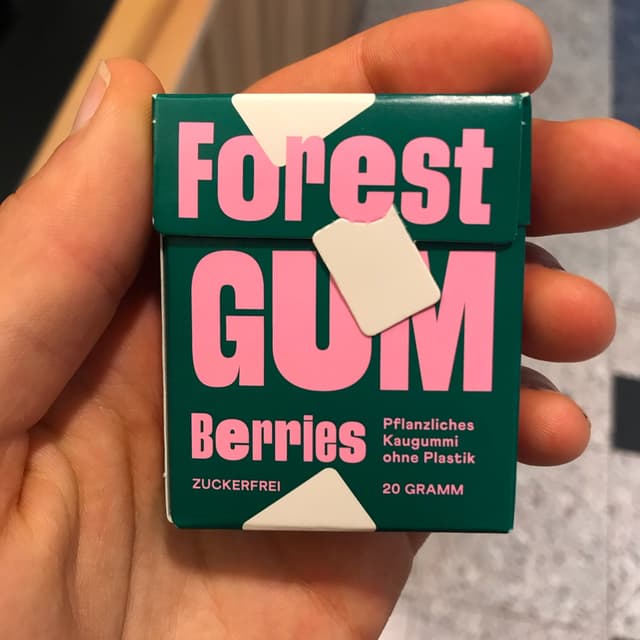 Forest
GUM
Berries
Pflanzliches
Kaugummi
ohne Plastik
ZUCKERFREI
20 GRAMM